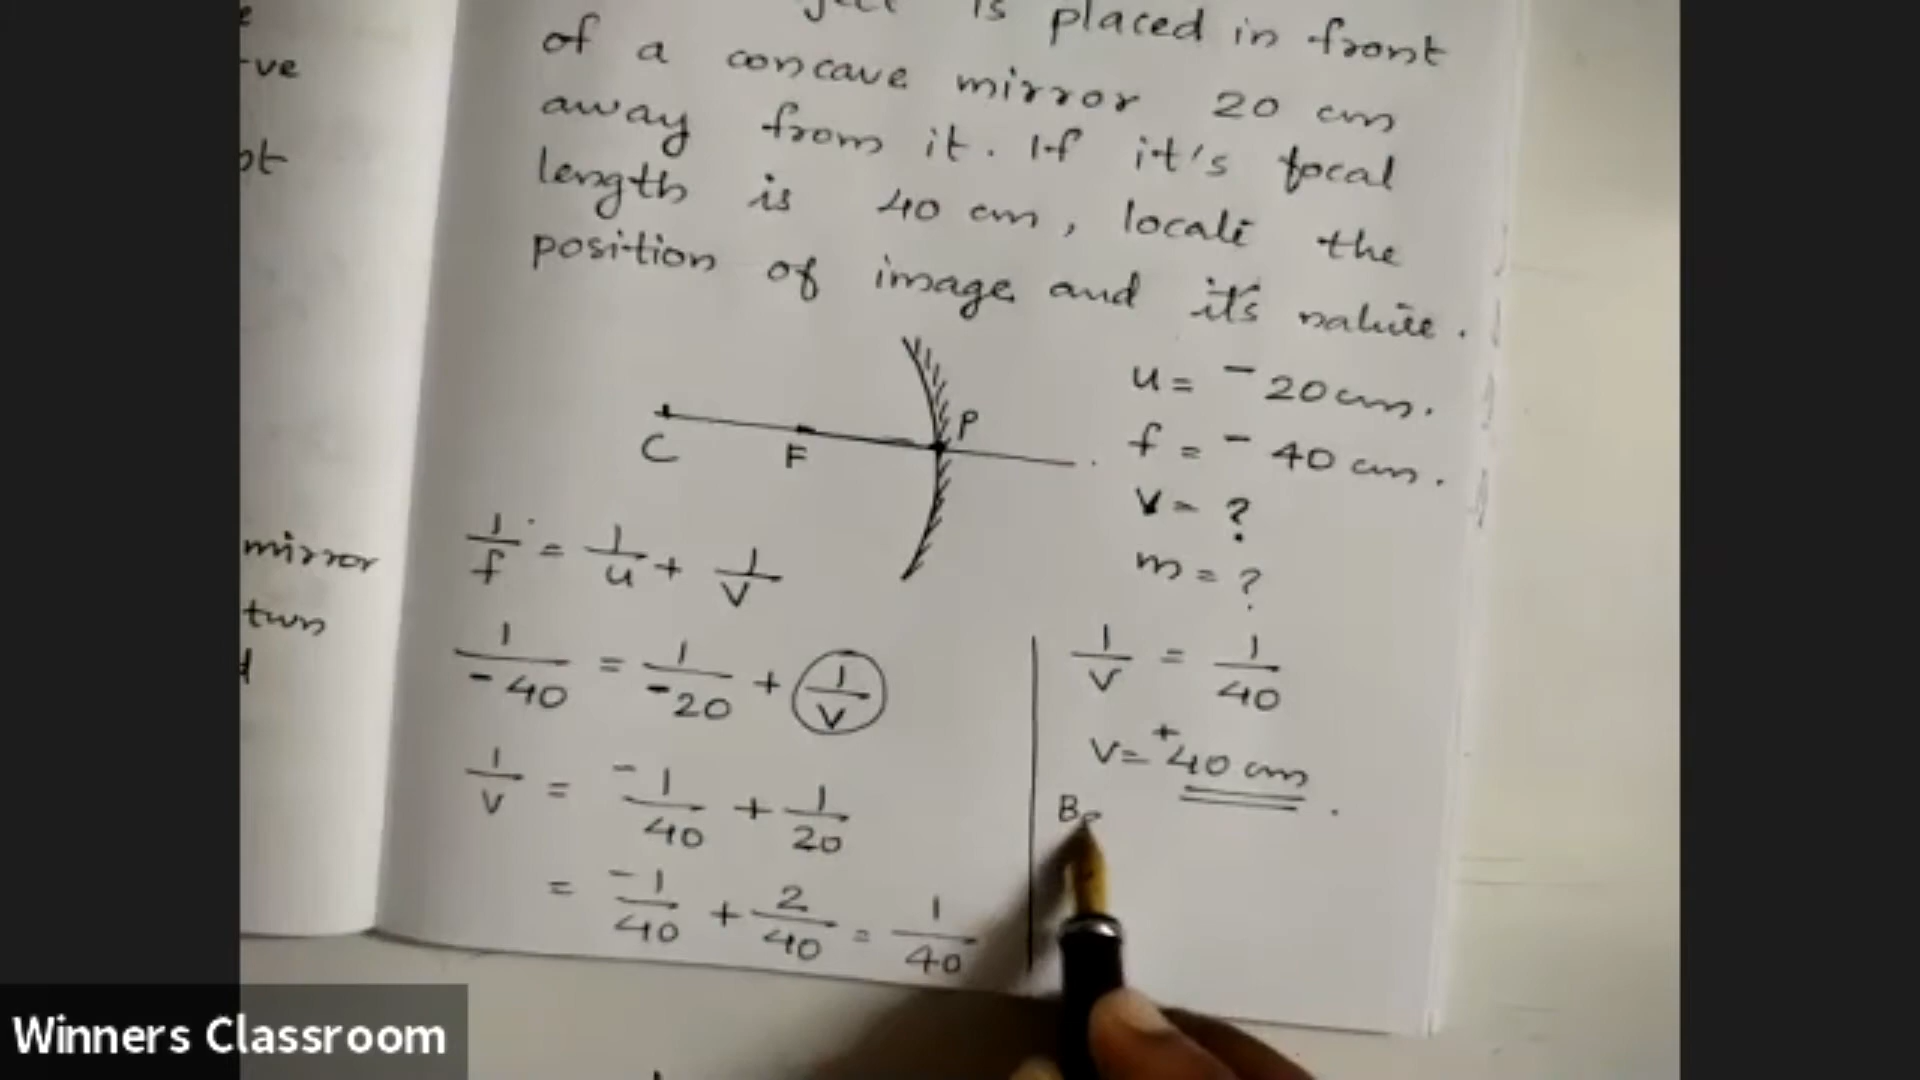 is placed in front
of a concave mirror 20 cm
away from it. If it's focal
length is 40 cm, locate the
position of image and it's nature.
u = -20 cm.
f = -40 cm.
v = ?
m = ?
C F P
1/f = 1/u + 1/v
1/-40 = 1/-20 + 1/v
1/v = -1/40 + 1/20
= -1/40 + 2/40 = 1/40
1/v = 1/40
v = +40 cm.
B
ve
mirror
Winners Classroom